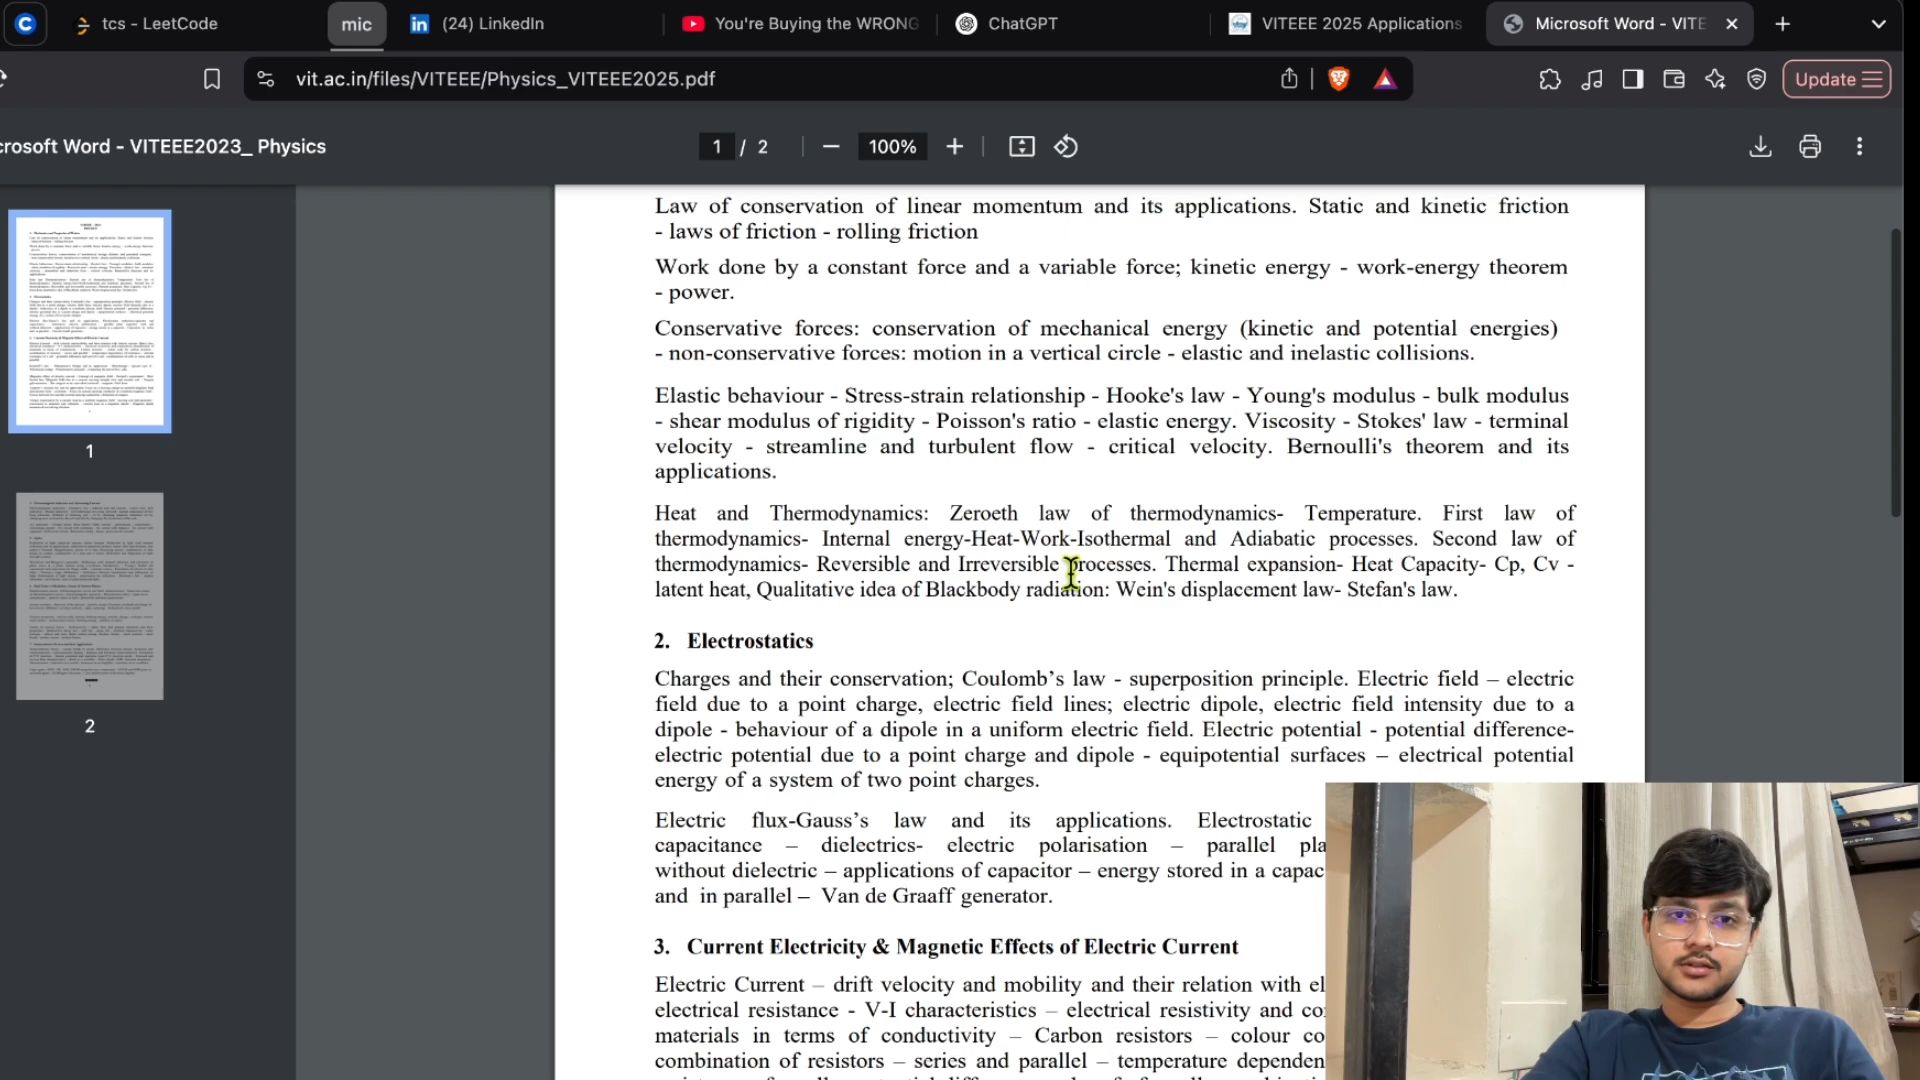 tcs - LeetCode
mic
(24) LinkedIn
You're Buying the WRONG
ChatGPT
VITEEE 2025 Applications
Microsoft Word - VITE
vit.ac.in/files/VITEEE/Physics_VITEEE2025.pdf
Update
crosoft Word - VITEEE2023_ Physics
1 / 2
100%
Law of conservation of linear momentum and its applications. Static and kinetic friction
- laws of friction - rolling friction
Work done by a constant force and a variable force; kinetic energy - work-energy theorem
- power.
Conservative forces: conservation of mechanical energy (kinetic and potential energies)
- non-conservative forces: motion in a vertical circle - elastic and inelastic collisions.
Elastic behaviour - Stress-strain relationship - Hooke's law - Young's modulus - bulk modulus
- shear modulus of rigidity - Poisson's ratio - elastic energy. Viscosity - Stokes' law - terminal
velocity - streamline and turbulent flow - critical velocity. Bernoulli's theorem and its
applications.
Heat and Thermodynamics: Zeroeth law of thermodynamics- Temperature. First law of
thermodynamics- Internal energy-Heat-Work-Isothermal and Adiabatic processes. Second law of
thermodynamics- Reversible and Irreversible processes. Thermal expansion- Heat Capacity- Cp, Cv -
latent heat, Qualitative idea of Blackbody radiation: Wein's displacement law- Stefan's law.
2. Electrostatics
Charges and their conservation; Coulomb’s law - superposition principle. Electric field – electric
field due to a point charge, electric field lines; electric dipole, electric field intensity due to a
dipole - behaviour of a dipole in a uniform electric field. Electric potential - potential difference-
electric potential due to a point charge and dipole - equipotential surfaces – electrical potential
energy of a system of two point charges.
Electric flux-Gauss’s law and its applications. Electrostatic
capacitance – dielectrics- electric polarisation – parallel pla
without dielectric – applications of capacitor – energy stored in a capac
and in parallel – Van de Graaff generator.
3. Current Electricity & Magnetic Effects of Electric Current
Electric Current – drift velocity and mobility and their relation with el
electrical resistance - V-I characteristics – electrical resistivity and co
materials in terms of conductivity – Carbon resistors – colour co
combination of resistors – series and parallel – temperature dependen
1
2